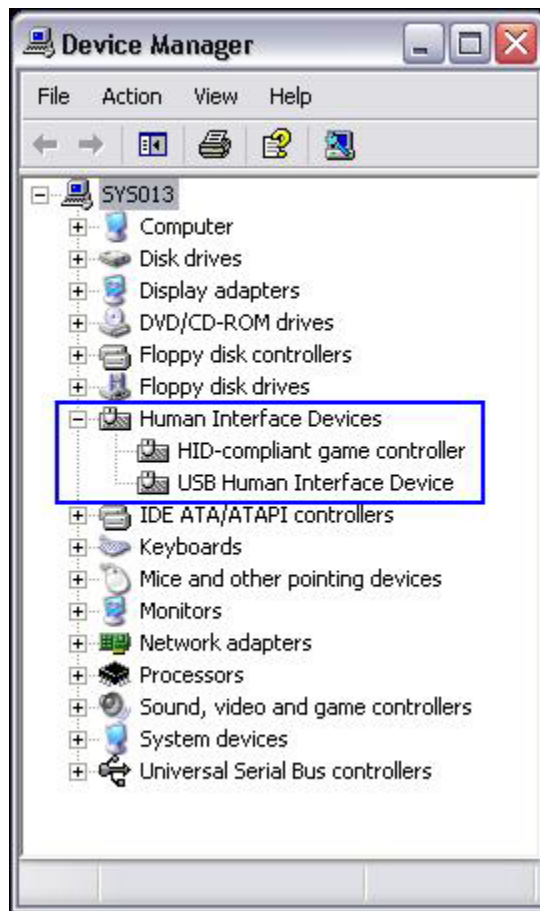 Device Manager
File Action View Help
SYS013
Computer
Disk drives
Display adapters
DVD/CD-ROM drives
Floppy disk controllers
Floppy disk drives
Human Interface Devices
HID-compliant game controller
USB Human Interface Device
IDE ATA/ATAPI controllers
Keyboards
Mice and other pointing devices
Monitors
Network adapters
Processors
Sound, video and game controllers
System devices
Universal Serial Bus controllers